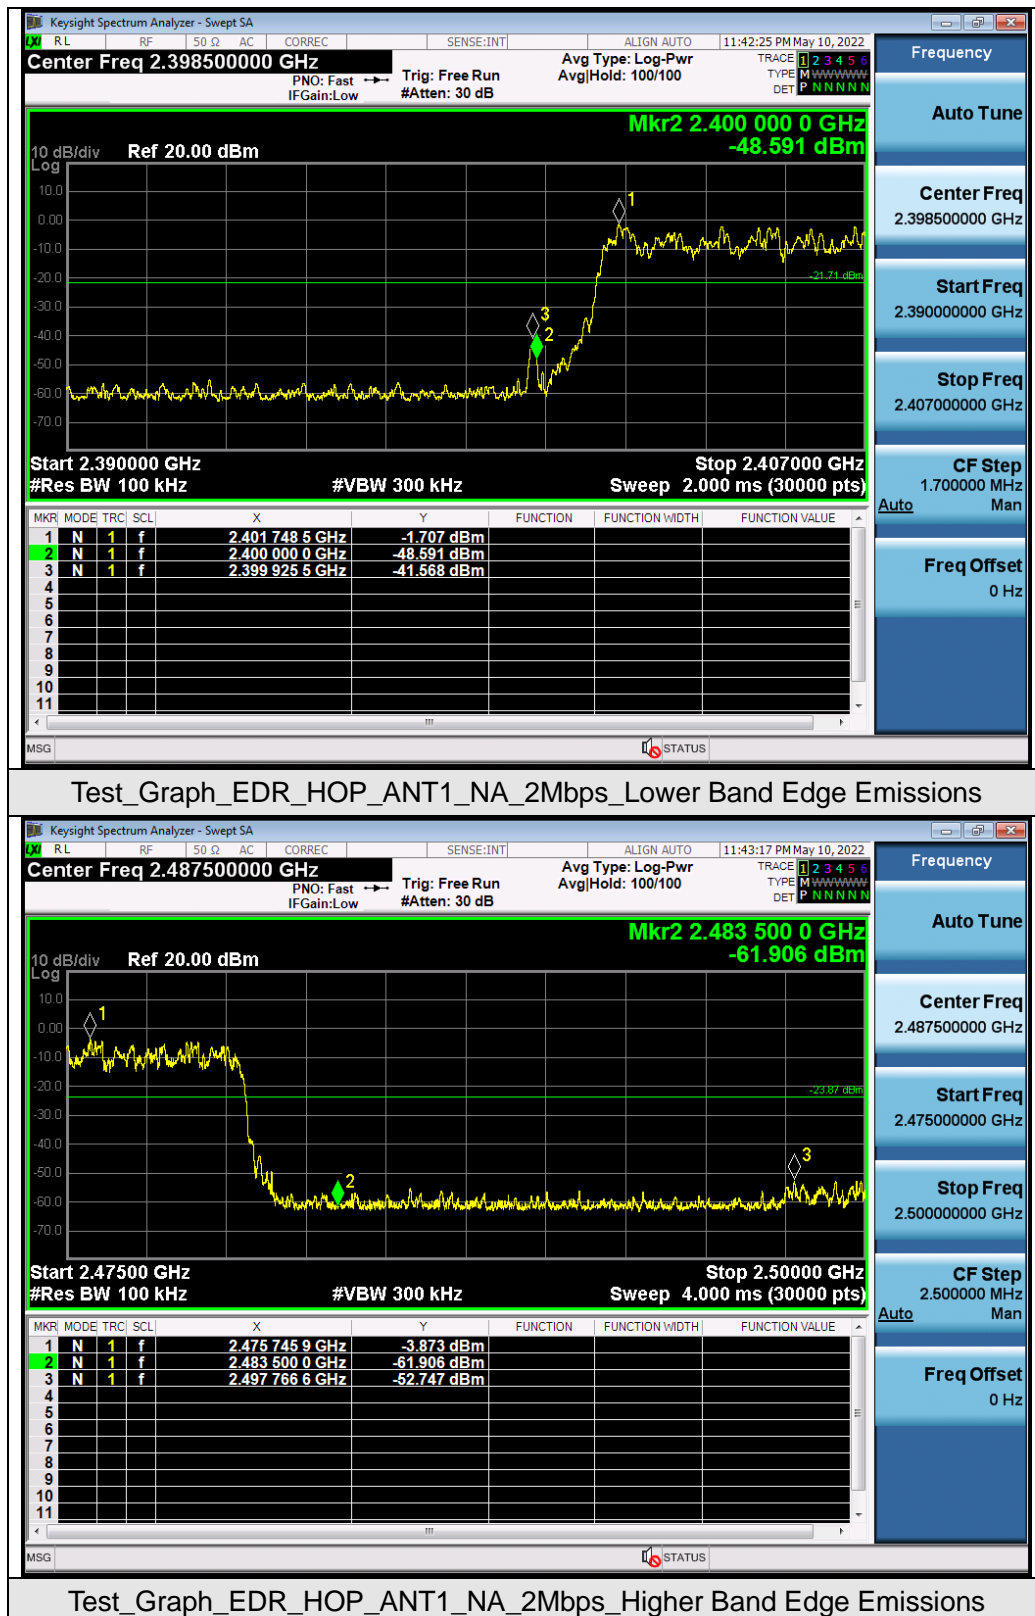 Keysight Spectrum Analyzer - Swept SA
LXI RL RF 50 Ω AC CORREC SENSE:INT ALIGN AUTO 11:42:25 PM May 10, 2022
Center Freq 2.398500000 GHz
PNO: Fast
IFGain:Low
Trig: Free Run
#Atten: 30 dB
Avg Type: Log-Pwr
Avg|Hold: 100/100
TRACE 1 2 3 4 5 6
TYPE M W W W W W
DET P N N N N N
Mkr2 2.400 000 0 GHz
-48.591 dBm
10 dB/div
Log
Ref 20.00 dBm
10.0
0.00
-10.0
-20.0
-30.0
-40.0
-50.0
-60.0
-70.0
1
3
2
-21.71 dBm
Start 2.390000 GHz Stop 2.407000 GHz
#Res BW 100 kHz #VBW 300 kHz Sweep 2.000 ms (30000 pts)
MKR MODE TRC SCL X Y FUNCTION FUNCTION WIDTH FUNCTION VALUE
1 N 1 f 2.401 748 5 GHz -1.707 dBm
2 N 1 f 2.400 000 0 GHz -48.591 dBm
3 N 1 f 2.399 925 5 GHz -41.568 dBm
4
5
6
7
8
9
10
11
MSG STATUS
Frequency
Auto Tune
Center Freq
2.398500000 GHz
Start Freq
2.390000000 GHz
Stop Freq
2.407000000 GHz
CF Step
1.700000 MHz
Auto Man
Freq Offset
0 Hz
Test_Graph_EDR_HOP_ANT1_NA_2Mbps_Lower Band Edge Emissions
Keysight Spectrum Analyzer - Swept SA
LXI RL RF 50 Ω AC CORREC SENSE:INT ALIGN AUTO 11:43:17 PM May 10, 2022
Center Freq 2.487500000 GHz
PNO: Fast
IFGain:Low
Trig: Free Run
#Atten: 30 dB
Avg Type: Log-Pwr
Avg|Hold: 100/100
TRACE 1 2 3 4 5 6
TYPE M W W W W W
DET P N N N N N
Mkr2 2.483 500 0 GHz
-61.906 dBm
10 dB/div
Log
Ref 20.00 dBm
10.0
0.00
-10.0
-20.0
-30.0
-40.0
-50.0
-60.0
-70.0
1
2
3
-23.87 dBm
Start 2.47500 GHz Stop 2.50000 GHz
#Res BW 100 kHz #VBW 300 kHz Sweep 4.000 ms (30000 pts)
MKR MODE TRC SCL X Y FUNCTION FUNCTION WIDTH FUNCTION VALUE
1 N 1 f 2.475 745 9 GHz -3.873 dBm
2 N 1 f 2.483 500 0 GHz -61.906 dBm
3 N 1 f 2.497 766 6 GHz -52.747 dBm
4
5
6
7
8
9
10
11
MSG STATUS
Frequency
Auto Tune
Center Freq
2.487500000 GHz
Start Freq
2.475000000 GHz
Stop Freq
2.500000000 GHz
CF Step
2.500000 MHz
Auto Man
Freq Offset
0 Hz
Test_Graph_EDR_HOP_ANT1_NA_2Mbps_Higher Band Edge Emissions